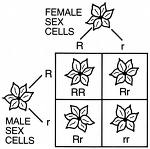 FEMALE
SEX
CELLS
R r
R
RR Rr
MALE
SEX
CELLS
r
Rr rr